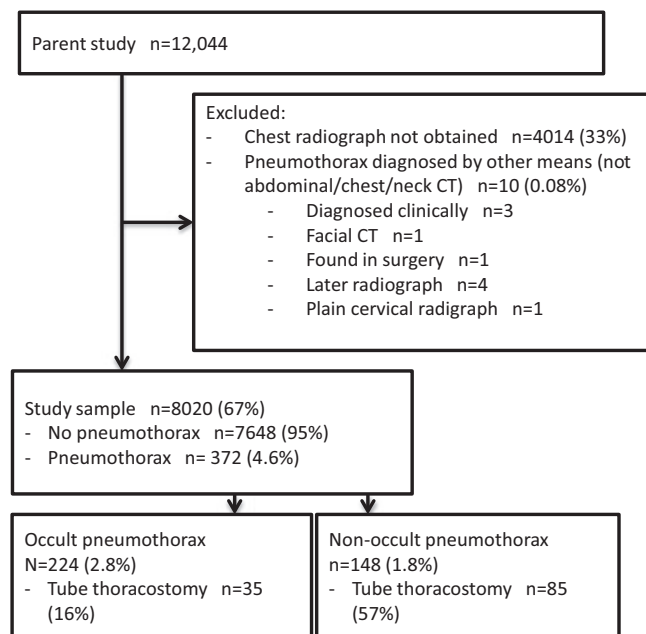 Parent study n=12,044
Excluded:
- Chest radiograph not obtained n=4014 (33%)
- Pneumothorax diagnosed by other means (not
abdominal/chest/neck CT) n=10 (0.08%)
- Diagnosed clinically n=3
- Facial CT n=1
- Found in surgery n=1
- Later radiograph n=4
- Plain cervical radigraph n=1
Study sample n=8020 (67%)
- No pneumothorax n=7648 (95%)
- Pneumothorax n= 372 (4.6%)
Occult pneumothorax
N=224 (2.8%)
- Tube thoracostomy n=35
(16%)
Non-occult pneumothorax
n=148 (1.8%)
- Tube thoracostomy n=85
(57%)